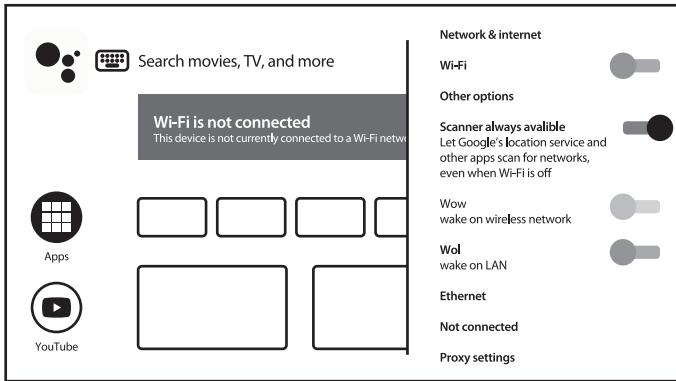 Search movies, TV, and more
Wi-Fi is not connected
This device is not currently connected to a Wi-Fi netwo
Apps
YouTube
Network & internet
Wi-Fi
Other options
Scanner always avalible
Let Google's location service and
other apps scan for networks,
even when Wi-Fi is off
Wow
wake on wireless network
Wol
wake on LAN
Ethernet
Not connected
Proxy settings